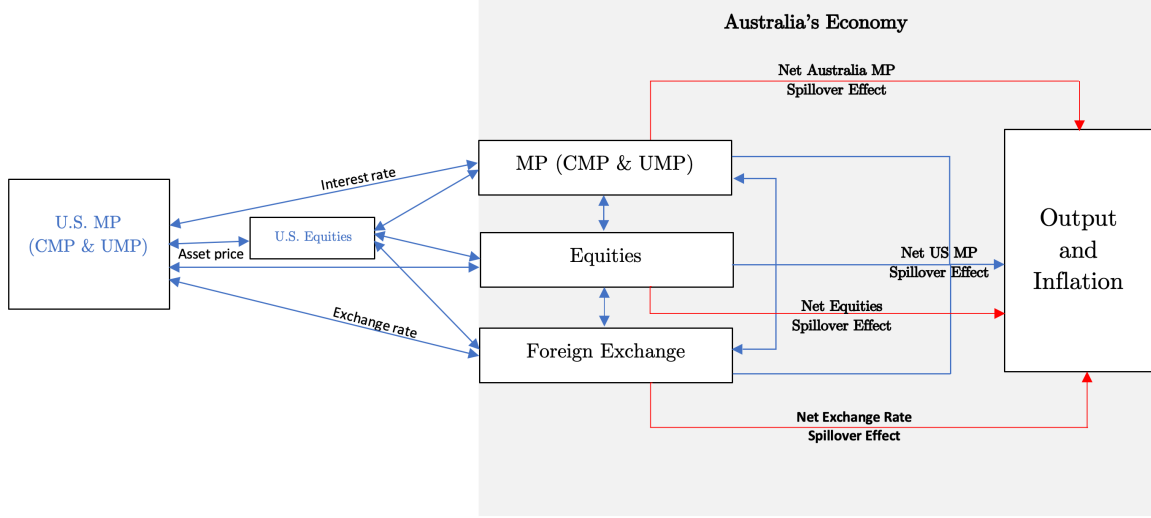 Australia's Economy
Net Australia MP
Spillover Effect
MP (CMP & UMP)
Interest rate
U.S. MP
(CMP & UMP)
U.S. Equities
Asset price
Equities
Net US MP
Spillover Effect
Output
and
Inflation
Net Equities
Spillover Effect
Exchange rate
Foreign Exchange
Net Exchange Rate
Spillover Effect